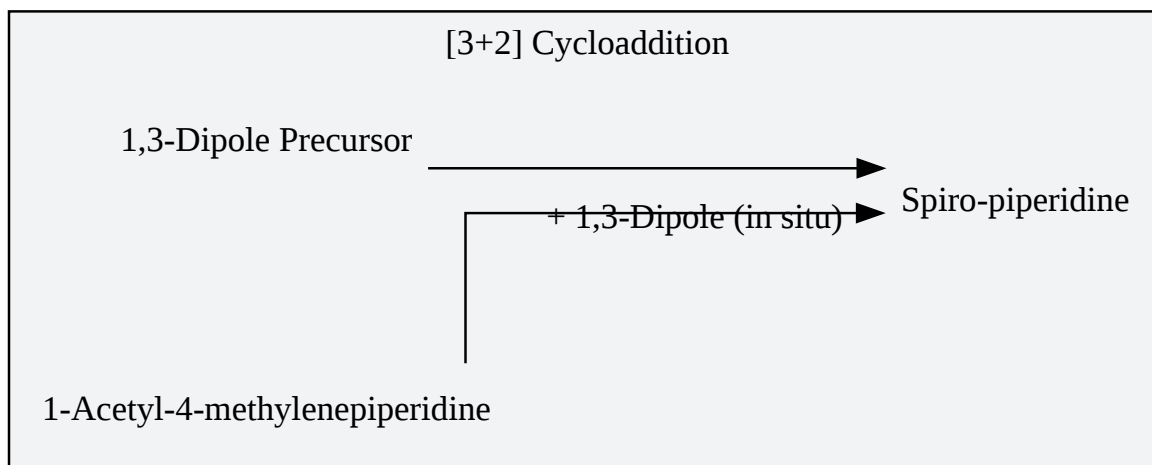 [3+2] Cycloaddition
1,3-Dipole Precursor
Spiro-piperidine
+ 1,3-Dipole (in situ)
1-Acetyl-4-methylenepiperidine